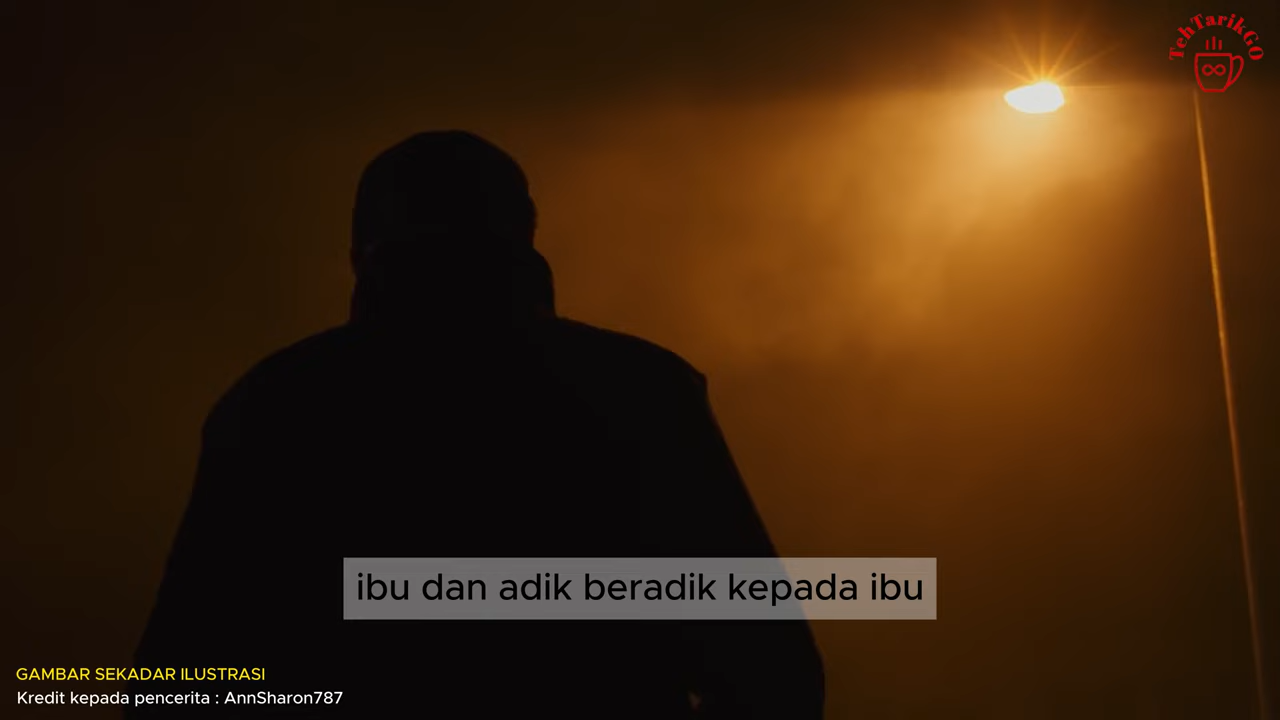 TehTarikGO
ibu dan adik beradik kepada ibu
GAMBAR SEKADAR ILUSTRASI
Kredit kepada pencerita : AnnSharon787